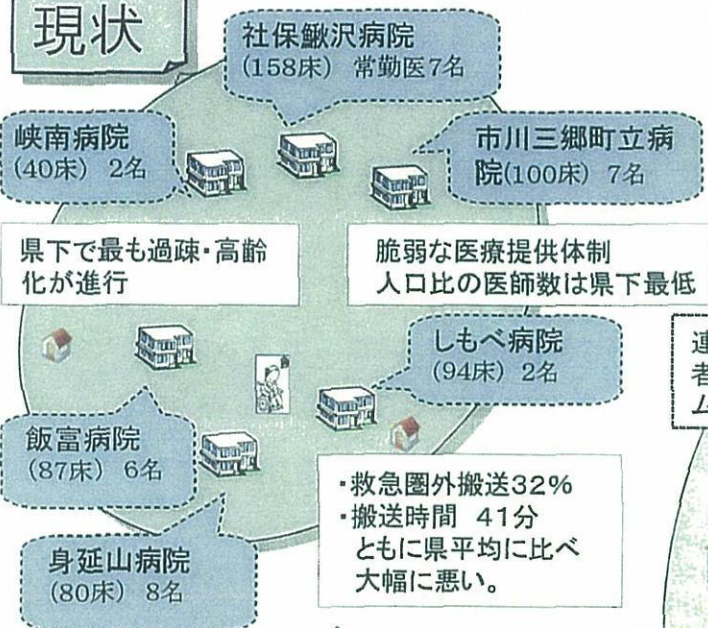 現状
社保鰍沢病院
(158床) 常勤医7名
峡南病院
(40床) 2名
市川三郷町立病
院(100床) 7名
県下で最も過疎・高齢
化が進行
脆弱な医療提供体制
人口比の医師数は県下最低
しもべ病院
(94床) 2名
連
者
ム
飯富病院
(87床) 6名
・救急圏外搬送32%
・搬送時間 41分
ともに県平均に比べ
大幅に悪い。
身延山病院
(80床) 8名